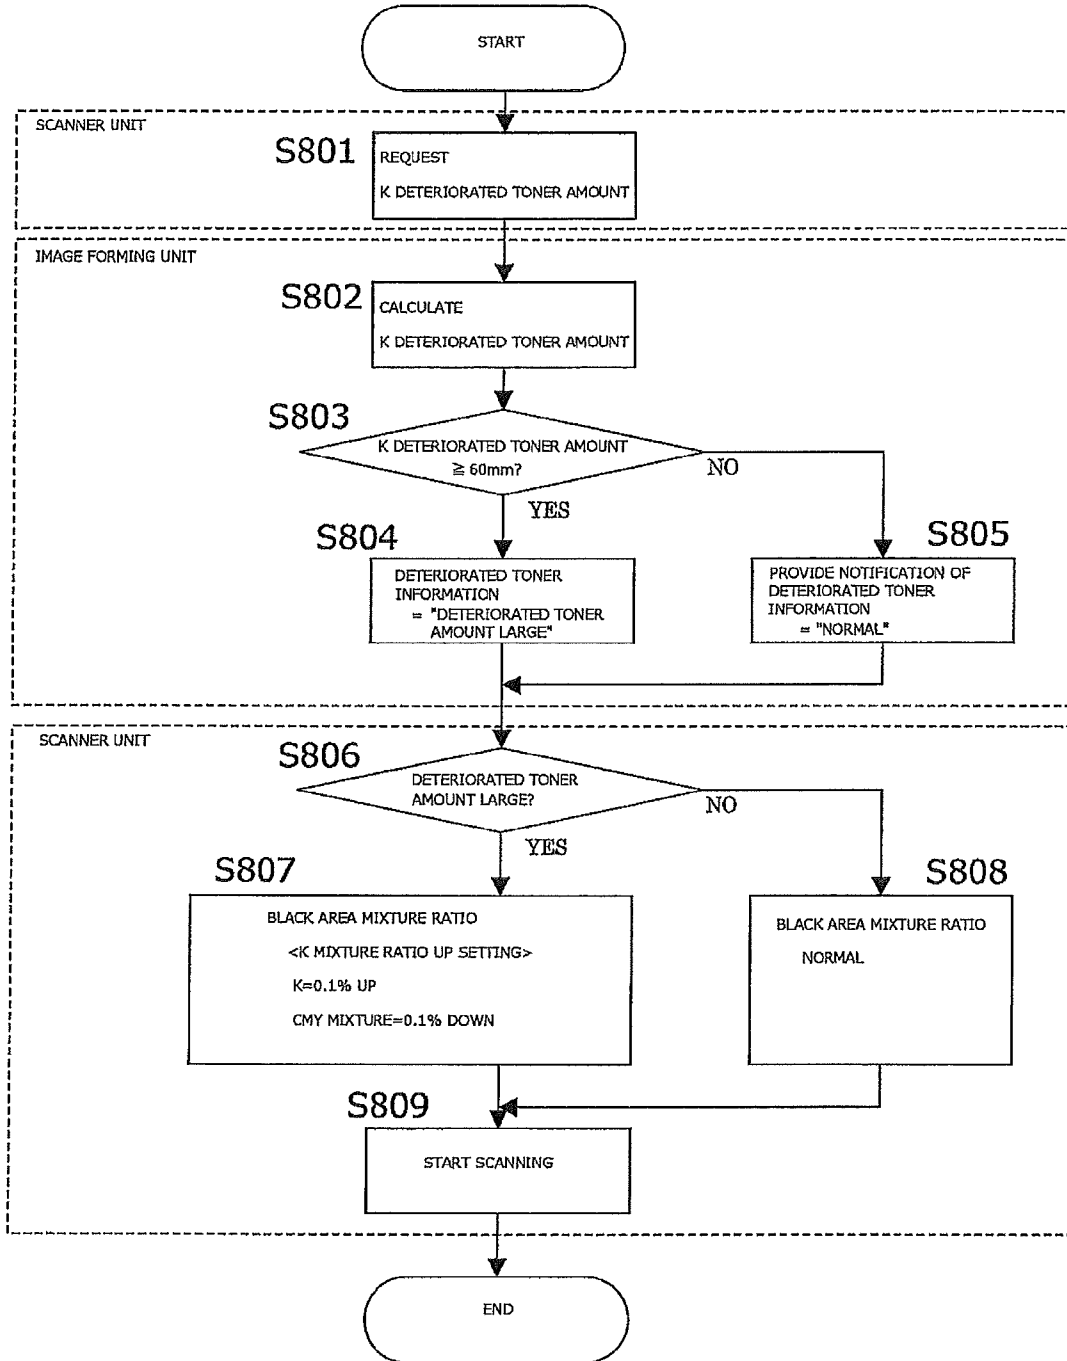 START
SCANNER UNIT
S801
REQUEST
K DETERIORATED TONER AMOUNT
IMAGE FORMING UNIT
S802
CALCULATE
K DETERIORATED TONER AMOUNT
S803
K DETERIORATED TONER AMOUNT
≧ 60mm?
NO
YES
S804
DETERIORATED TONER
INFORMATION
= "DETERIORATED TONER
AMOUNT LARGE"
S805
PROVIDE NOTIFICATION OF
DETERIORATED TONER
INFORMATION
= "NORMAL"
SCANNER UNIT
S806
DETERIORATED TONER
AMOUNT LARGE?
NO
YES
S807
BLACK AREA MIXTURE RATIO
<K MIXTURE RATIO UP SETTING>
K=0.1% UP
CMY MIXTURE=0.1% DOWN
S808
BLACK AREA MIXTURE RATIO
NORMAL
S809
START SCANNING
END